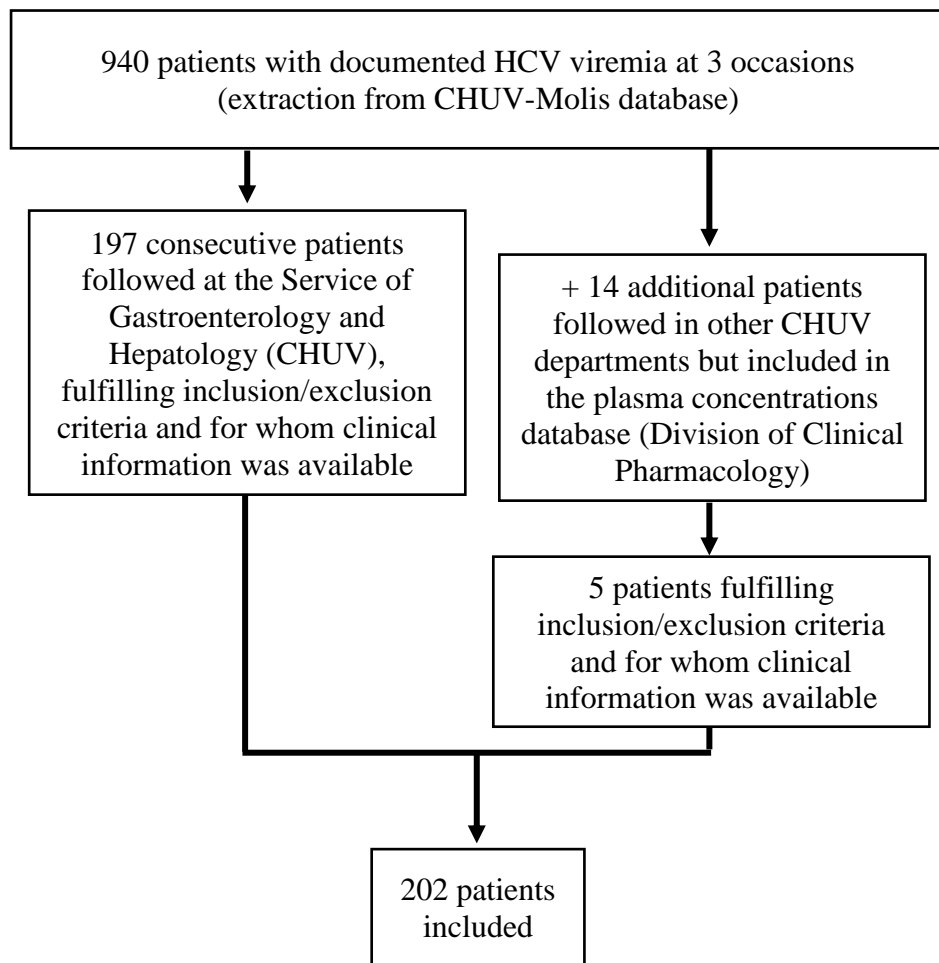 940 patients with documented HCV viremia at 3 occasions
(extraction from CHUV-Molis database)
197 consecutive patients
followed at the Service of
Gastroenterology and
Hepatology (CHUV),
fulfilling inclusion/exclusion
criteria and for whom clinical
information was available
+ 14 additional patients
followed in other CHUV
departments but included in
the plasma concentrations
database (Division of Clinical
Pharmacology)
5 patients fulfilling
inclusion/exclusion criteria
and for whom clinical
information was available
202 patients
included